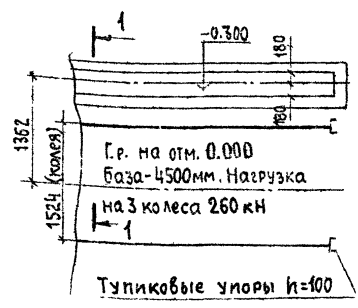 1
-0.300
180
180
1362
1524 (колея)
Г.р. на отм. 0.000
база-4500мм. Нагрузка
на 3 колеса 260 кН
1
Тупиковые упоры h=100